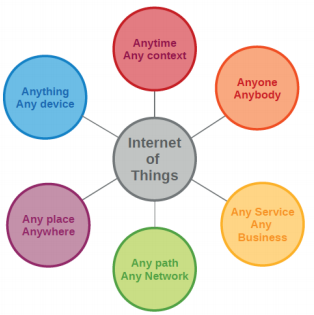 Anytime
Any context
Anyone
Anybody
Anything
Any device
Internet
of
Things
Any place
Anywhere
Any Service
Any
Business
Any path
Any Network